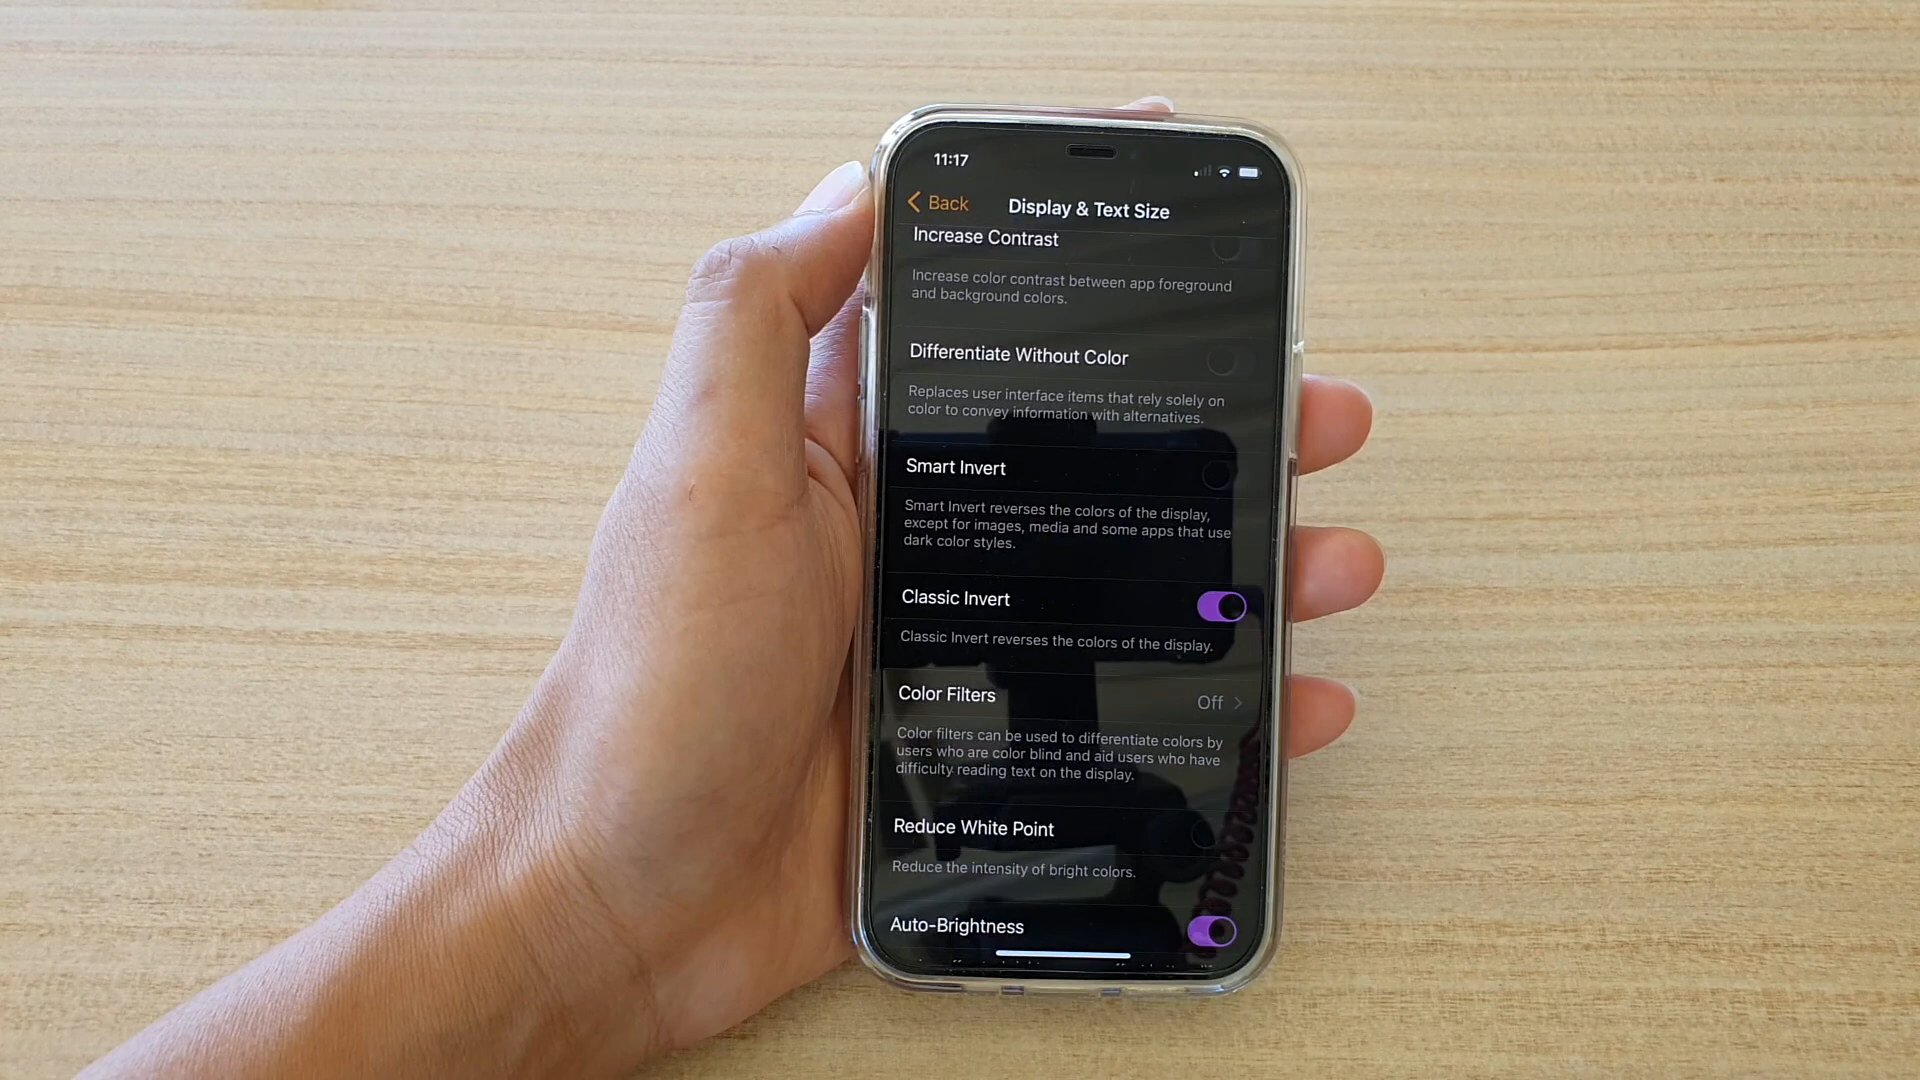 11:17
Back
Display & Text Size
Increase Contrast
Increase color contrast between app foreground
and background colors.
Differentiate Without Color
Replaces user interface items that rely solely on
color to convey information with alternatives.
Smart Invert
Smart Invert reverses the colors of the display,
except for images, media and some apps that use
dark color styles.
Classic Invert
Classic Invert reverses the colors of the display.
Color Filters
Off
Color filters can be used to differentiate colors by
users who are color blind and aid users who have
difficulty reading text on the display.
Reduce White Point
Reduce the intensity of bright colors.
Auto-Brightness